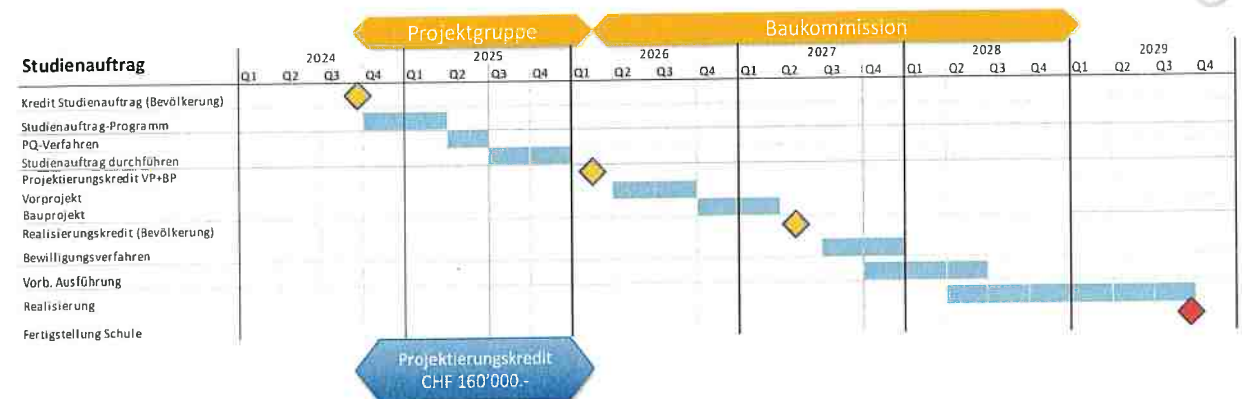 Projektgruppe
Baukommission
Studienauftrag
2024 2025 2026 2027 2028 2029
Q1 Q2 Q3 Q4 Q1 Q2 Q3 Q4 Q1 Q2 Q3 Q4 Q1 Q2 Q3 Q4 Q1 Q2 Q3 Q4 Q1 Q2 Q3 Q4
Kredit Studienauftrag (Bevölkerung)
Studienauftrag-Programm
PQ-Verfahren
Studienauftrag durchführen
Projektierungskredit VP+BP
Vorprojekt
Bauprojekt
Realisierungskredit (Bevölkerung)
Bewilligungsverfahren
Vorb. Ausführung
Realisierung
Fertigstellung Schule
Projektierungskredit
CHF 160'000.-